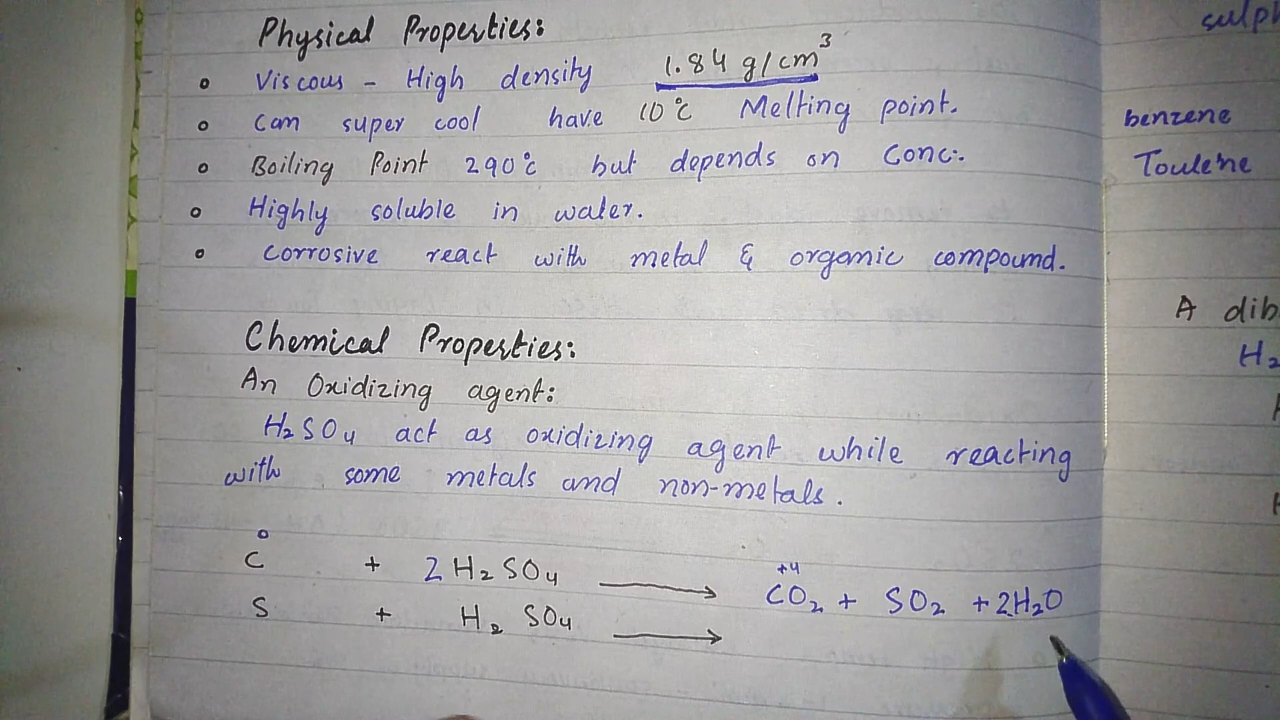 Physical Properties:
Viscous - High density 1.84 g/cm³
Can super cool have 10°C Melting point.
Boiling Point 290°C but depends on Conc:.
Highly soluble in water.
Corrosive react with metal & organic compound.
Chemical Properties:
An Oxidizing agent:
H₂SO₄ act as oxidizing agent while reacting
with some metals and non-metals.
0 +4
C + 2H₂SO₄ ⟶ CO₂ + SO₂ + 2H₂O
S + H₂SO₄ ⟶
benzene
Toulene
A dib
H₂